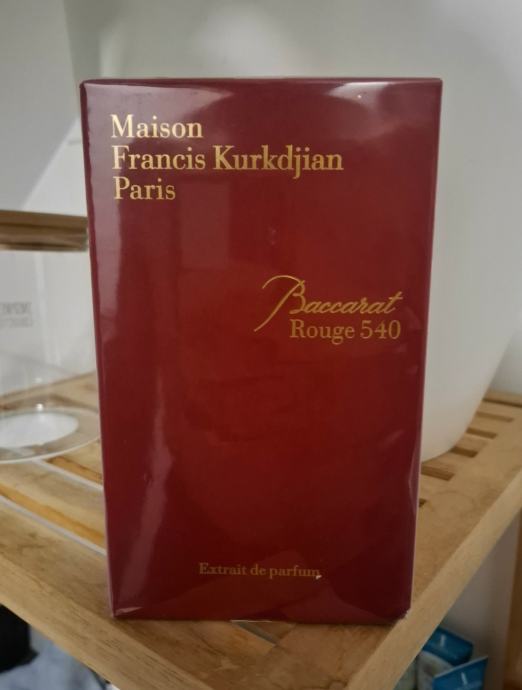 Maison
Francis Kurkdjian
Paris
Baccarat
Rouge 540
Extrait de parfum